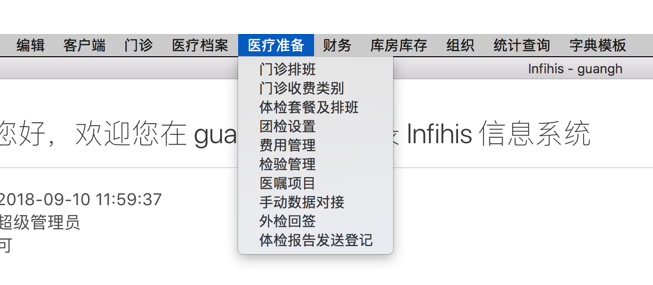 编辑 客户端 门诊 医疗档案 医疗准备 财务 库房库存 组织 统计查询 字典模板
Infihis - guangh
门诊排班
门诊收费类别
体检套餐及排班
团检设置
费用管理
检验管理
医嘱项目
手动数据对接
外检回签
体检报告发送登记
您好，欢迎您在 gua Infihis 信息系统
2018-09-10 11:59:37
超级管理员
可